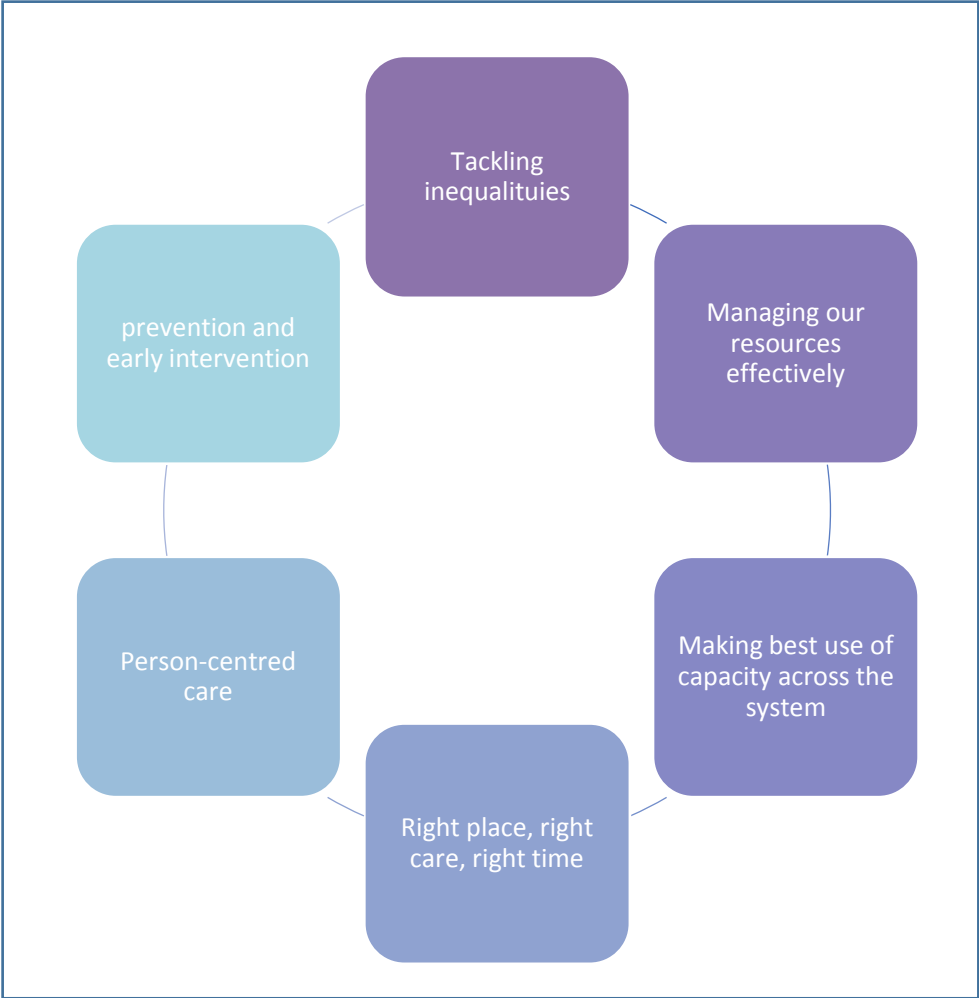 Tackling
inequalituies
Managing our
resources
effectively
Making best use of
capacity across the
system
Right place, right
care, right time
Person-centred
care
prevention and
early intervention